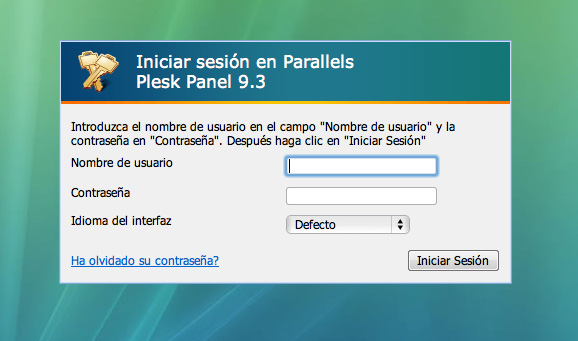 Iniciar sesión en Parallels
Plesk Panel 9.3
Introduzca el nombre de usuario en el campo "Nombre de usuario" y la
contraseña en "Contraseña". Después haga clic en "Iniciar Sesión"
Nombre de usuario
Contraseña
Idioma del interfaz
Defecto
Ha olvidado su contraseña?
Iniciar Sesión